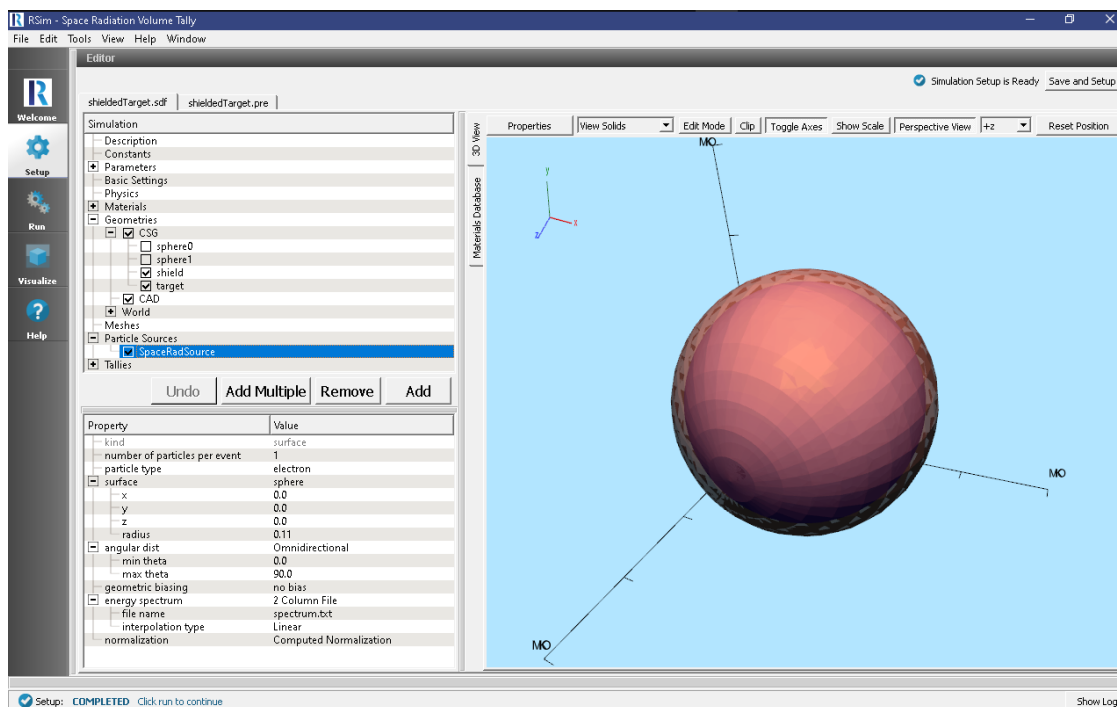 RSim - Space Radiation Volume Tally
File Edit Tools View Help Window
Editor
Simulation Setup is Ready Save and Setup
Welcome
Setup
Run
Visualize
Help
shieldedTarget.sdf shieldedTarget.pre
Simulation
Description
Constants
Parameters
Basic Settings
Physics
Materials
Geometries
CSG
sphere0
sphere1
shield
target
CAD
World
Meshes
Particle Sources
SpaceRadSource
Tallies
Undo Add Multiple Remove Add
Property Value
kind surface
number of particles per event 1
particle type electron
surface sphere
x 0.0
y 0.0
z 0.0
radius 0.11
angular dist Omnidirectional
min theta 0.0
max theta 90.0
geometric biasing no bias
energy spectrum 2 Column File
file name spectrum.txt
interpolation type Linear
normalization Computed Normalization
3D View
Materials Database
Properties View Solids Edit Mode Clip Toggle Axes Show Scale Perspective View +z Reset Position
y
x
z
Setup: COMPLETED Click run to continue
Show Log